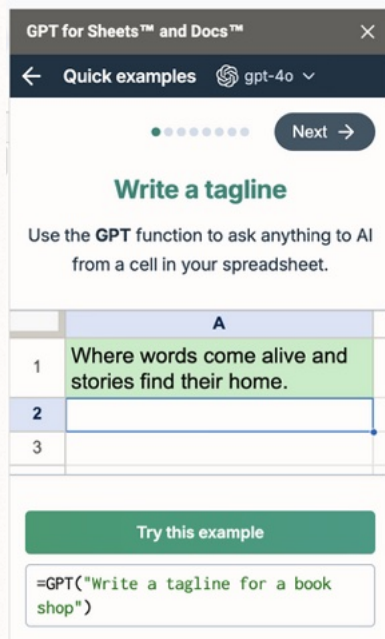 GPT for Sheets™ and Docs™
Quick examples gpt-4o
Next →
Write a tagline
Use the GPT function to ask anything to AI
from a cell in your spreadsheet.
A
1
Where words come alive and
stories find their home.
2
3
Try this example
=GPT("Write a tagline for a book
shop")